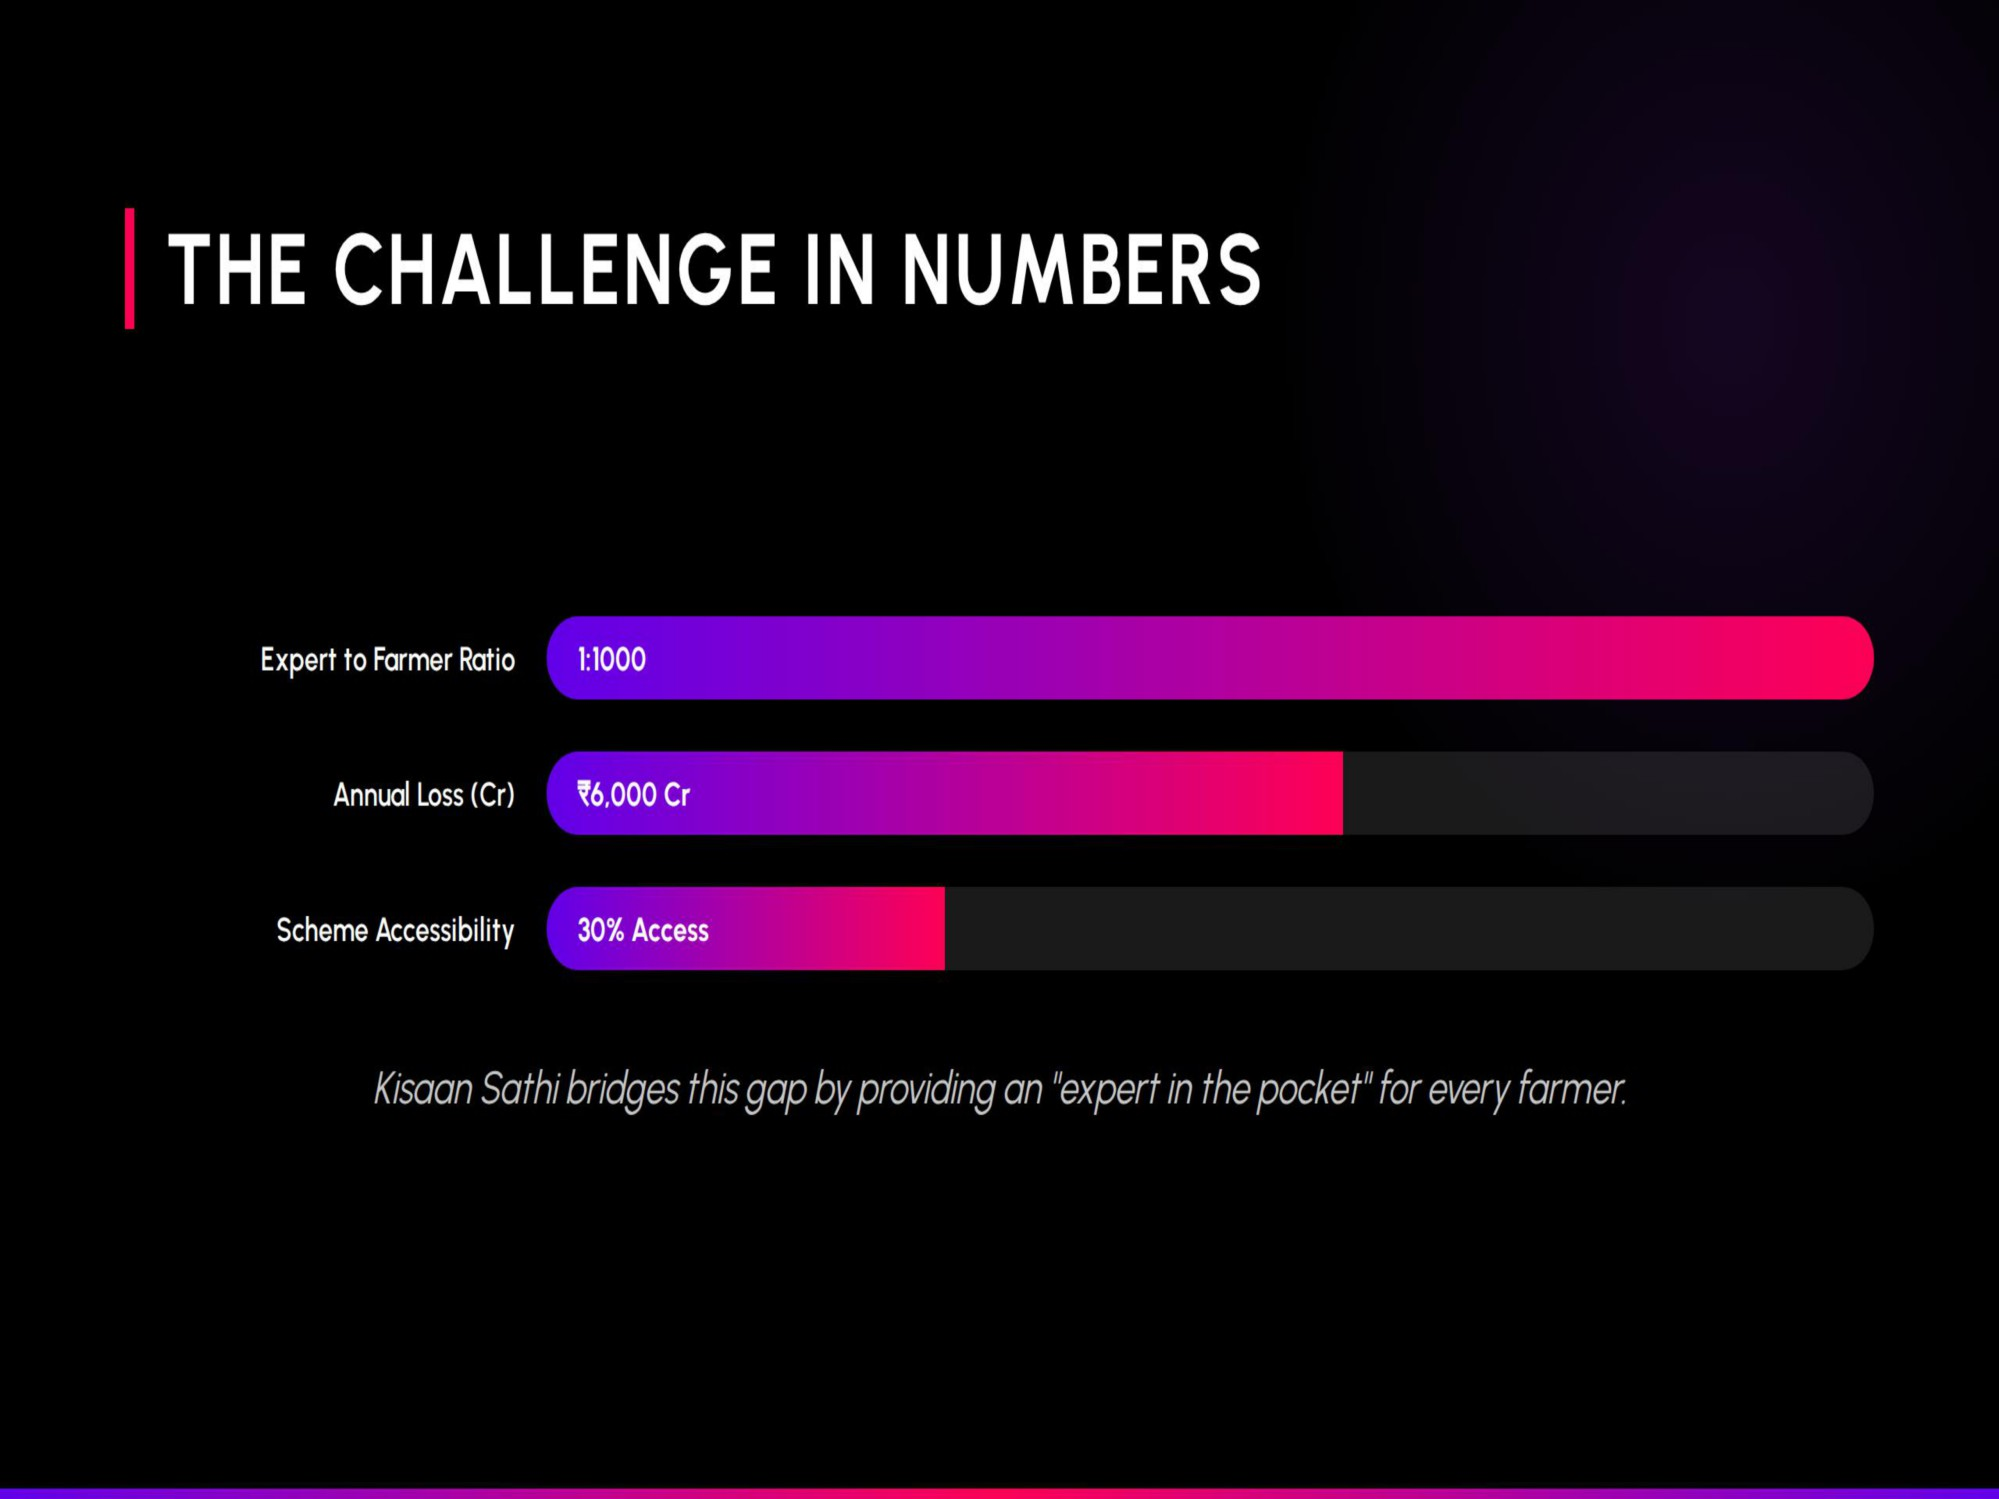 THE CHALLENGE IN NUMBERS
Expert to Farmer Ratio 1:1000
Annual Loss (Cr) ₹6,000 Cr
Scheme Accessibility 30% Access
Kisaan Sathi bridges this gap by providing an "expert in the pocket" for every farmer.